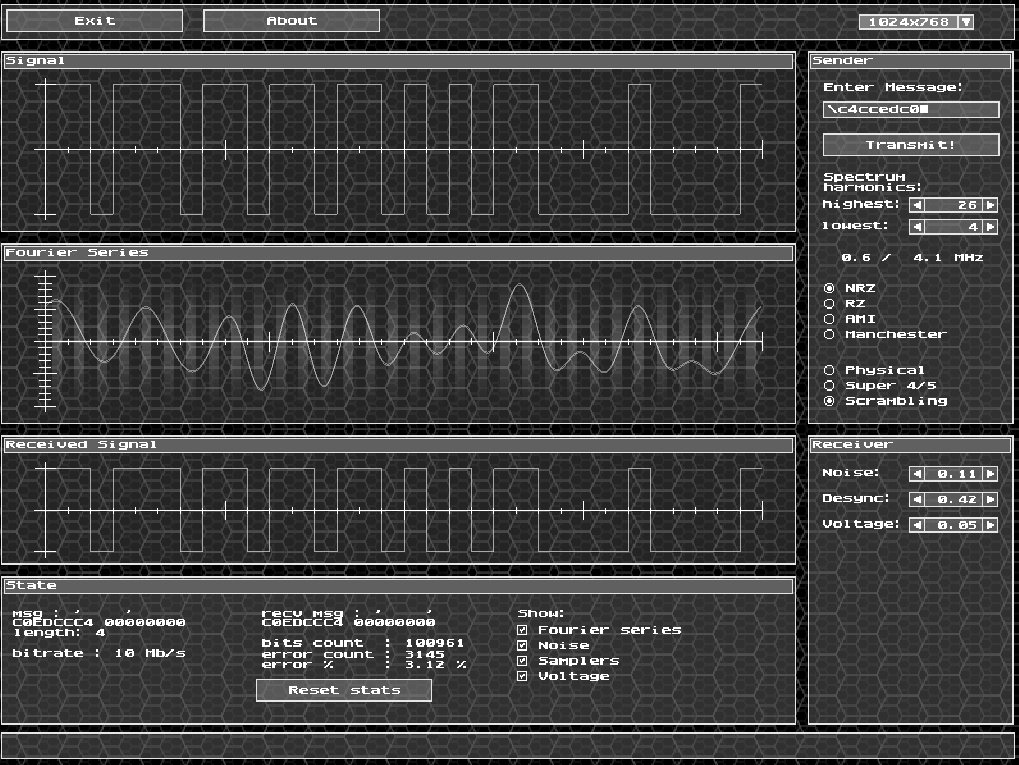 Exit
About
1024x768
Signal
Sender
Enter Message:
\c4ccedc0
Transmit!
Spectrum
harmonics:
highest: 26
lowest: 4
0.6 / 4.1 MHz
NRZ
RZ
AMI
Manchester
Physical
Super 4/5
Scrambling
Fourier Series
Received Signal
Receiver
Noise: 0.11
Desync: 0.42
Voltage: 0.05
State
msg : ' '
C0EDCCC4 00000000
length: 4
bitrate : 10 Mb/s
recv msg : ' '
C0EDCCC4 00000000
bits count : 100961
error count : 3145
error % : 3.12 %
Reset stats
Show:
Fourier series
Noise
Samplers
Voltage